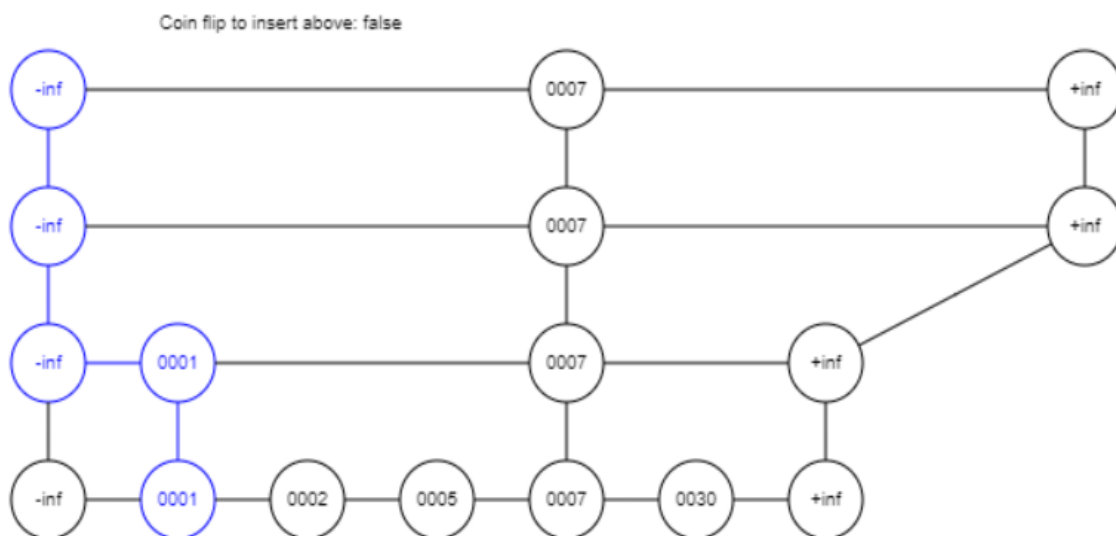 Coin flip to insert above: false
-inf 0007 +inf
-inf 0007 +inf
-inf 0001 0007 +inf
-inf 0001 0002 0005 0007 0030 +inf